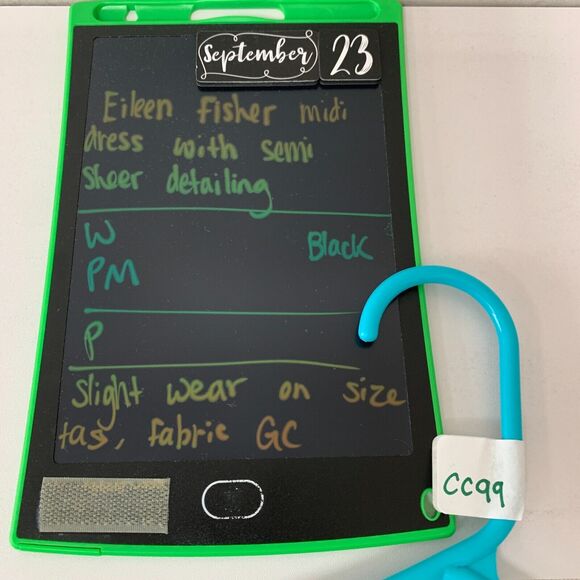 September 23
Eileen Fisher midi
dress with semi
sheer detailing
W Black
PM
P
Slight wear on size
tag, fabric GC
CC99